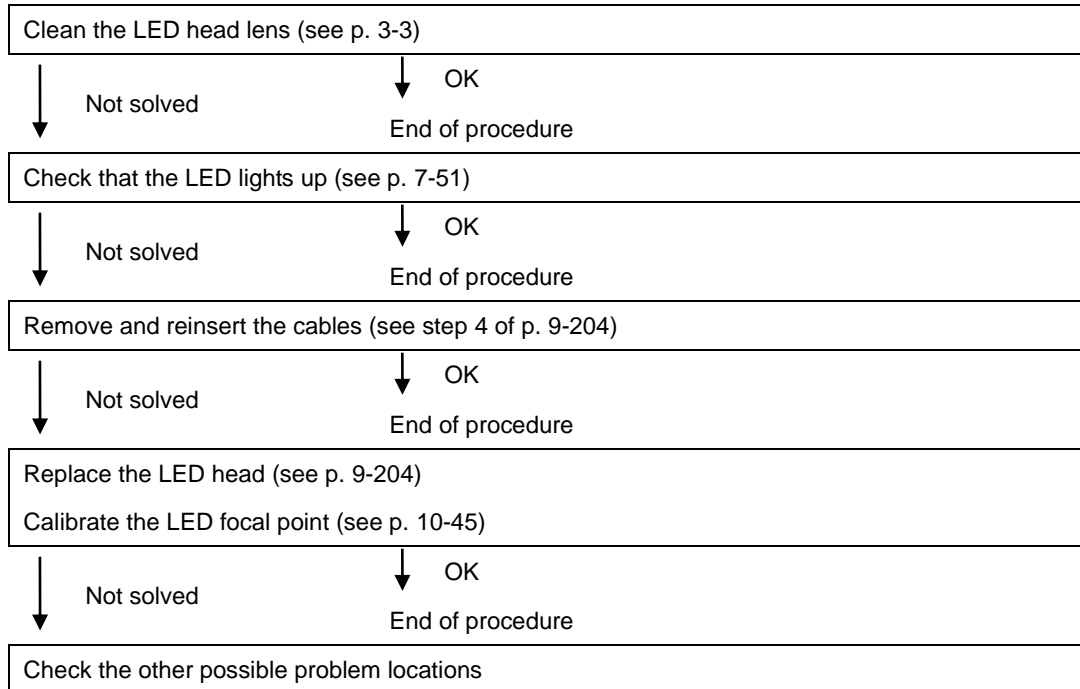 Clean the LED head lens (see p. 3-3)
OK
Not solved
End of procedure
Check that the LED lights up (see p. 7-51)
OK
Not solved
End of procedure
Remove and reinsert the cables (see step 4 of p. 9-204)
OK
Not solved
End of procedure
Replace the LED head (see p. 9-204)
Calibrate the LED focal point (see p. 10-45)
OK
Not solved
End of procedure
Check the other possible problem locations